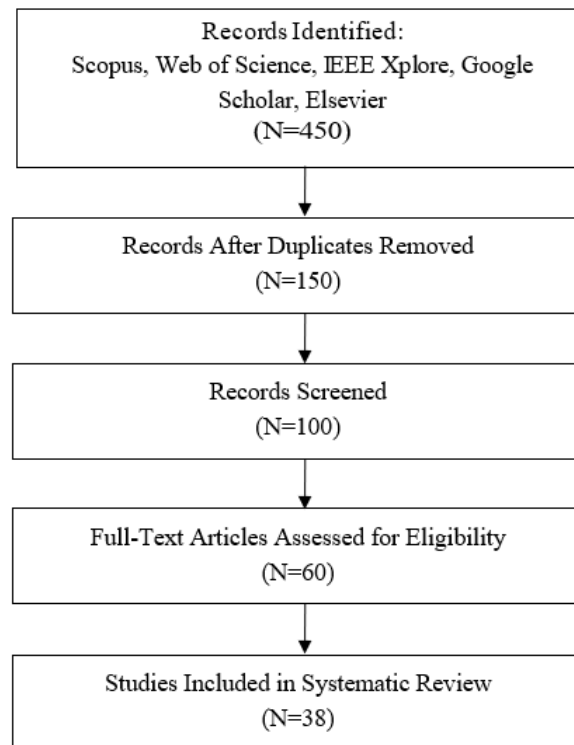 Records Identified:
Scopus, Web of Science, IEEE Xplore, Google
Scholar, Elsevier
(N=450)
Records After Duplicates Removed
(N=150)
Records Screened
(N=100)
Full-Text Articles Assessed for Eligibility
(N=60)
Studies Included in Systematic Review
(N=38)